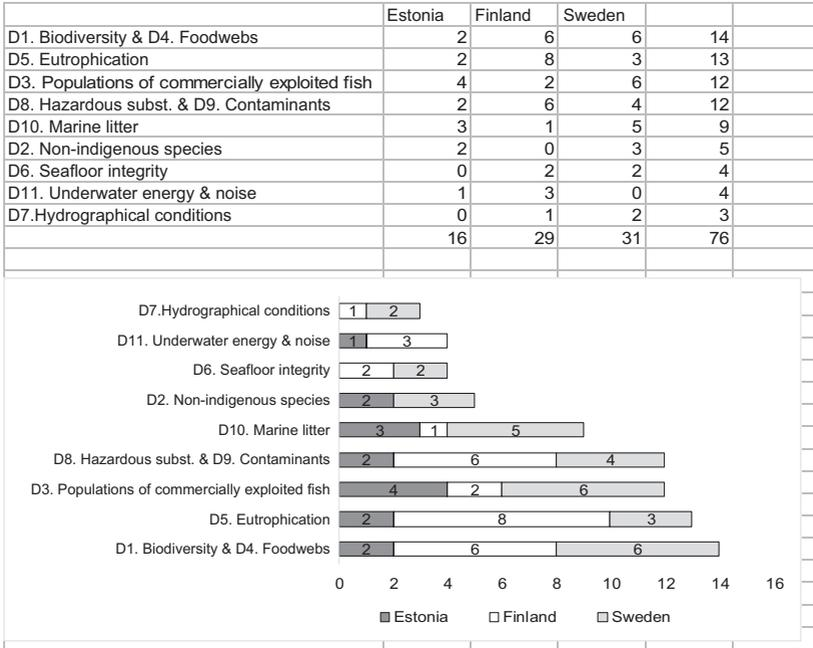 Estonia Finland Sweden
D1. Biodiversity & D4. Foodwebs 2 6 6 14
D5. Eutrophication 2 8 3 13
D3. Populations of commercially exploited fish 4 2 6 12
D8. Hazardous subst. & D9. Contaminants 2 6 4 12
D10. Marine litter 3 1 5 9
D2. Non-indigenous species 2 0 3 5
D6. Seafloor integrity 0 2 2 4
D11. Underwater energy & noise 1 3 0 4
D7.Hydrographical conditions 0 1 2 3
16 29 31 76
D7.Hydrographical conditions 1 2
D11. Underwater energy & noise 1 3
D6. Seafloor integrity 2 2
D2. Non-indigenous species 2 3
D10. Marine litter 3 1 5
D8. Hazardous subst. & D9. Contaminants 2 6 4
D3. Populations of commercially exploited fish 4 2 6
D5. Eutrophication 2 8 3
D1. Biodiversity & D4. Foodwebs 2 6 6
0 2 4 6 8 10 12 14 16
Estonia Finland Sweden